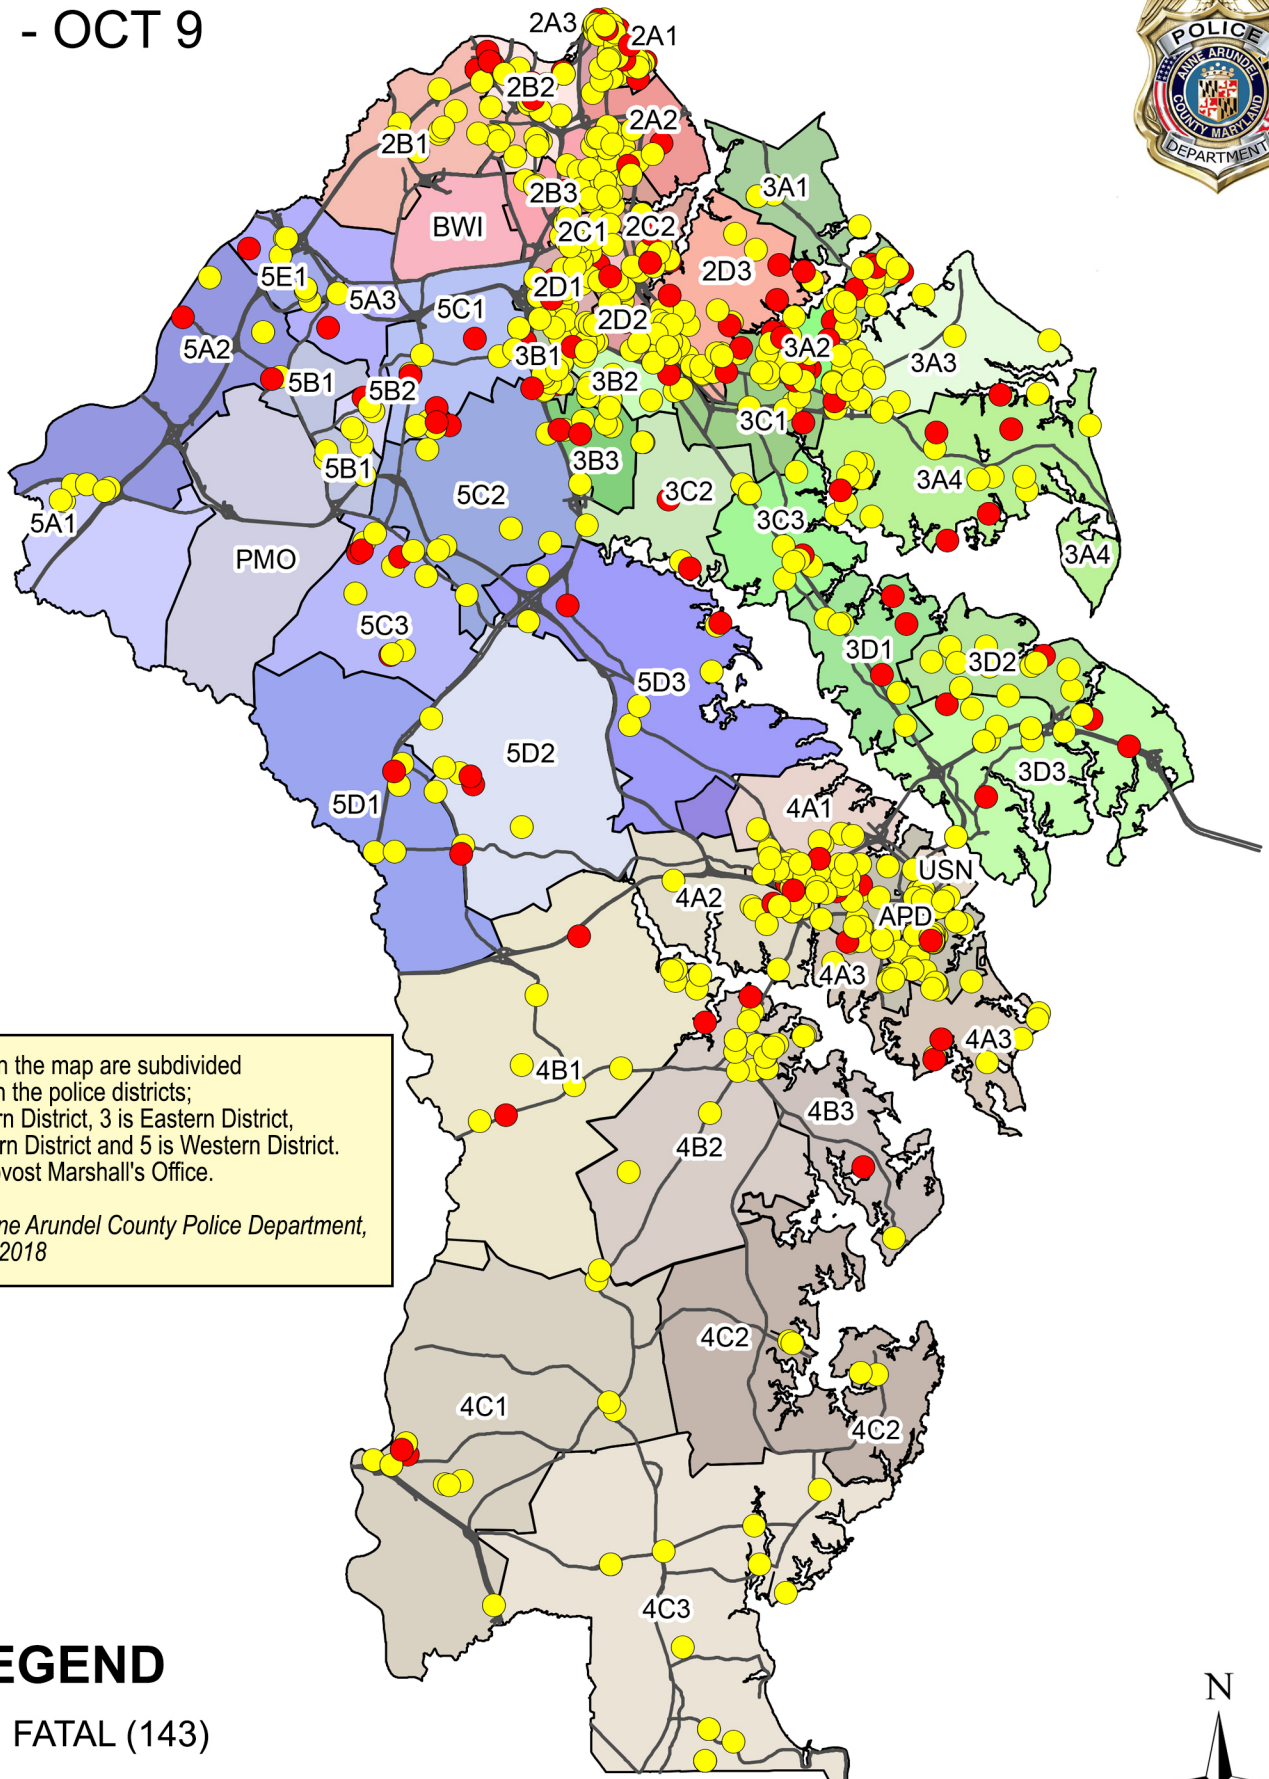 - OCT 9
POLICE
ANNE ARUNDEL
COUNTY MARYLAND
DEPARTMENT
2A3
2A1
2B2
2A2
2B1
3A1
2B3
BWI
2C1
2C2
2D3
5E1
2D1
5A3
5C1
2D2
5A2
3B1
3A2
3A3
5B1
5B2
3B2
3C1
3B3
5B1
3A4
5C2
3C2
5A1
3C3
PMO
3A4
5C3
3D1
3D2
5D3
5D2
3D3
5D1
4A1
USN
4A2
APD
4A3
4A3
4B1
4B3
4B2
4C2
4C1
4C2
4C3
n the map are subdivided
n the police districts;
rn District, 3 is Eastern District,
rn District and 5 is Western District.
ovost Marshall's Office.
ne Arundel County Police Department,
2018
EGEND
FATAL (143)
N